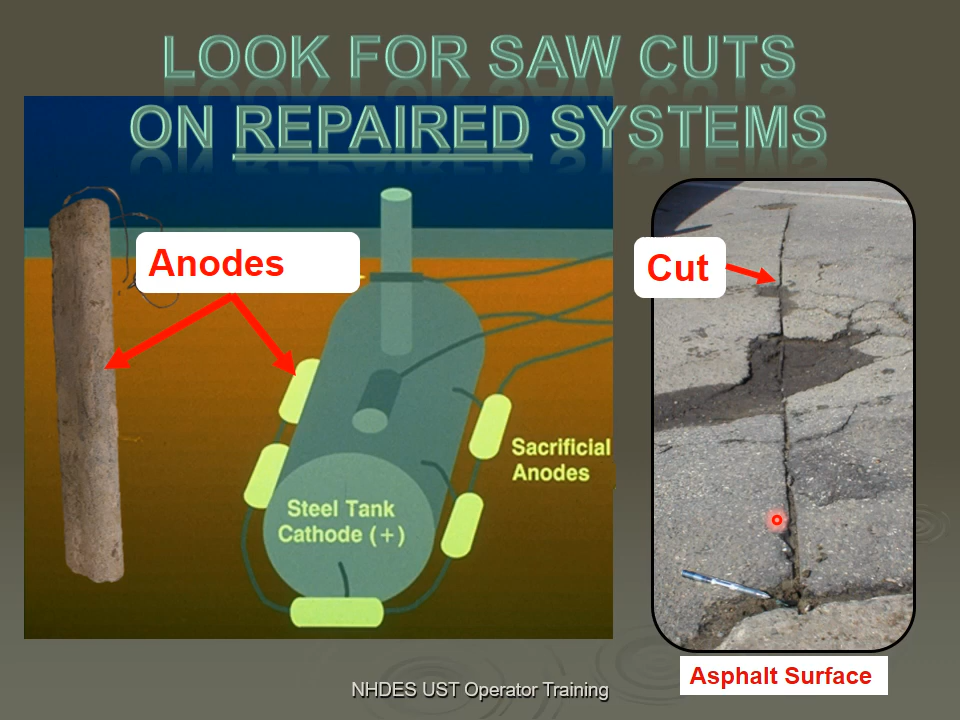 LOOK FOR SAW CUTS
ON REPAIRED SYSTEMS
Anodes
Cut
Sacrificial
Anodes
Steel Tank
Cathode (+)
Asphalt Surface
NHDES UST Operator Training